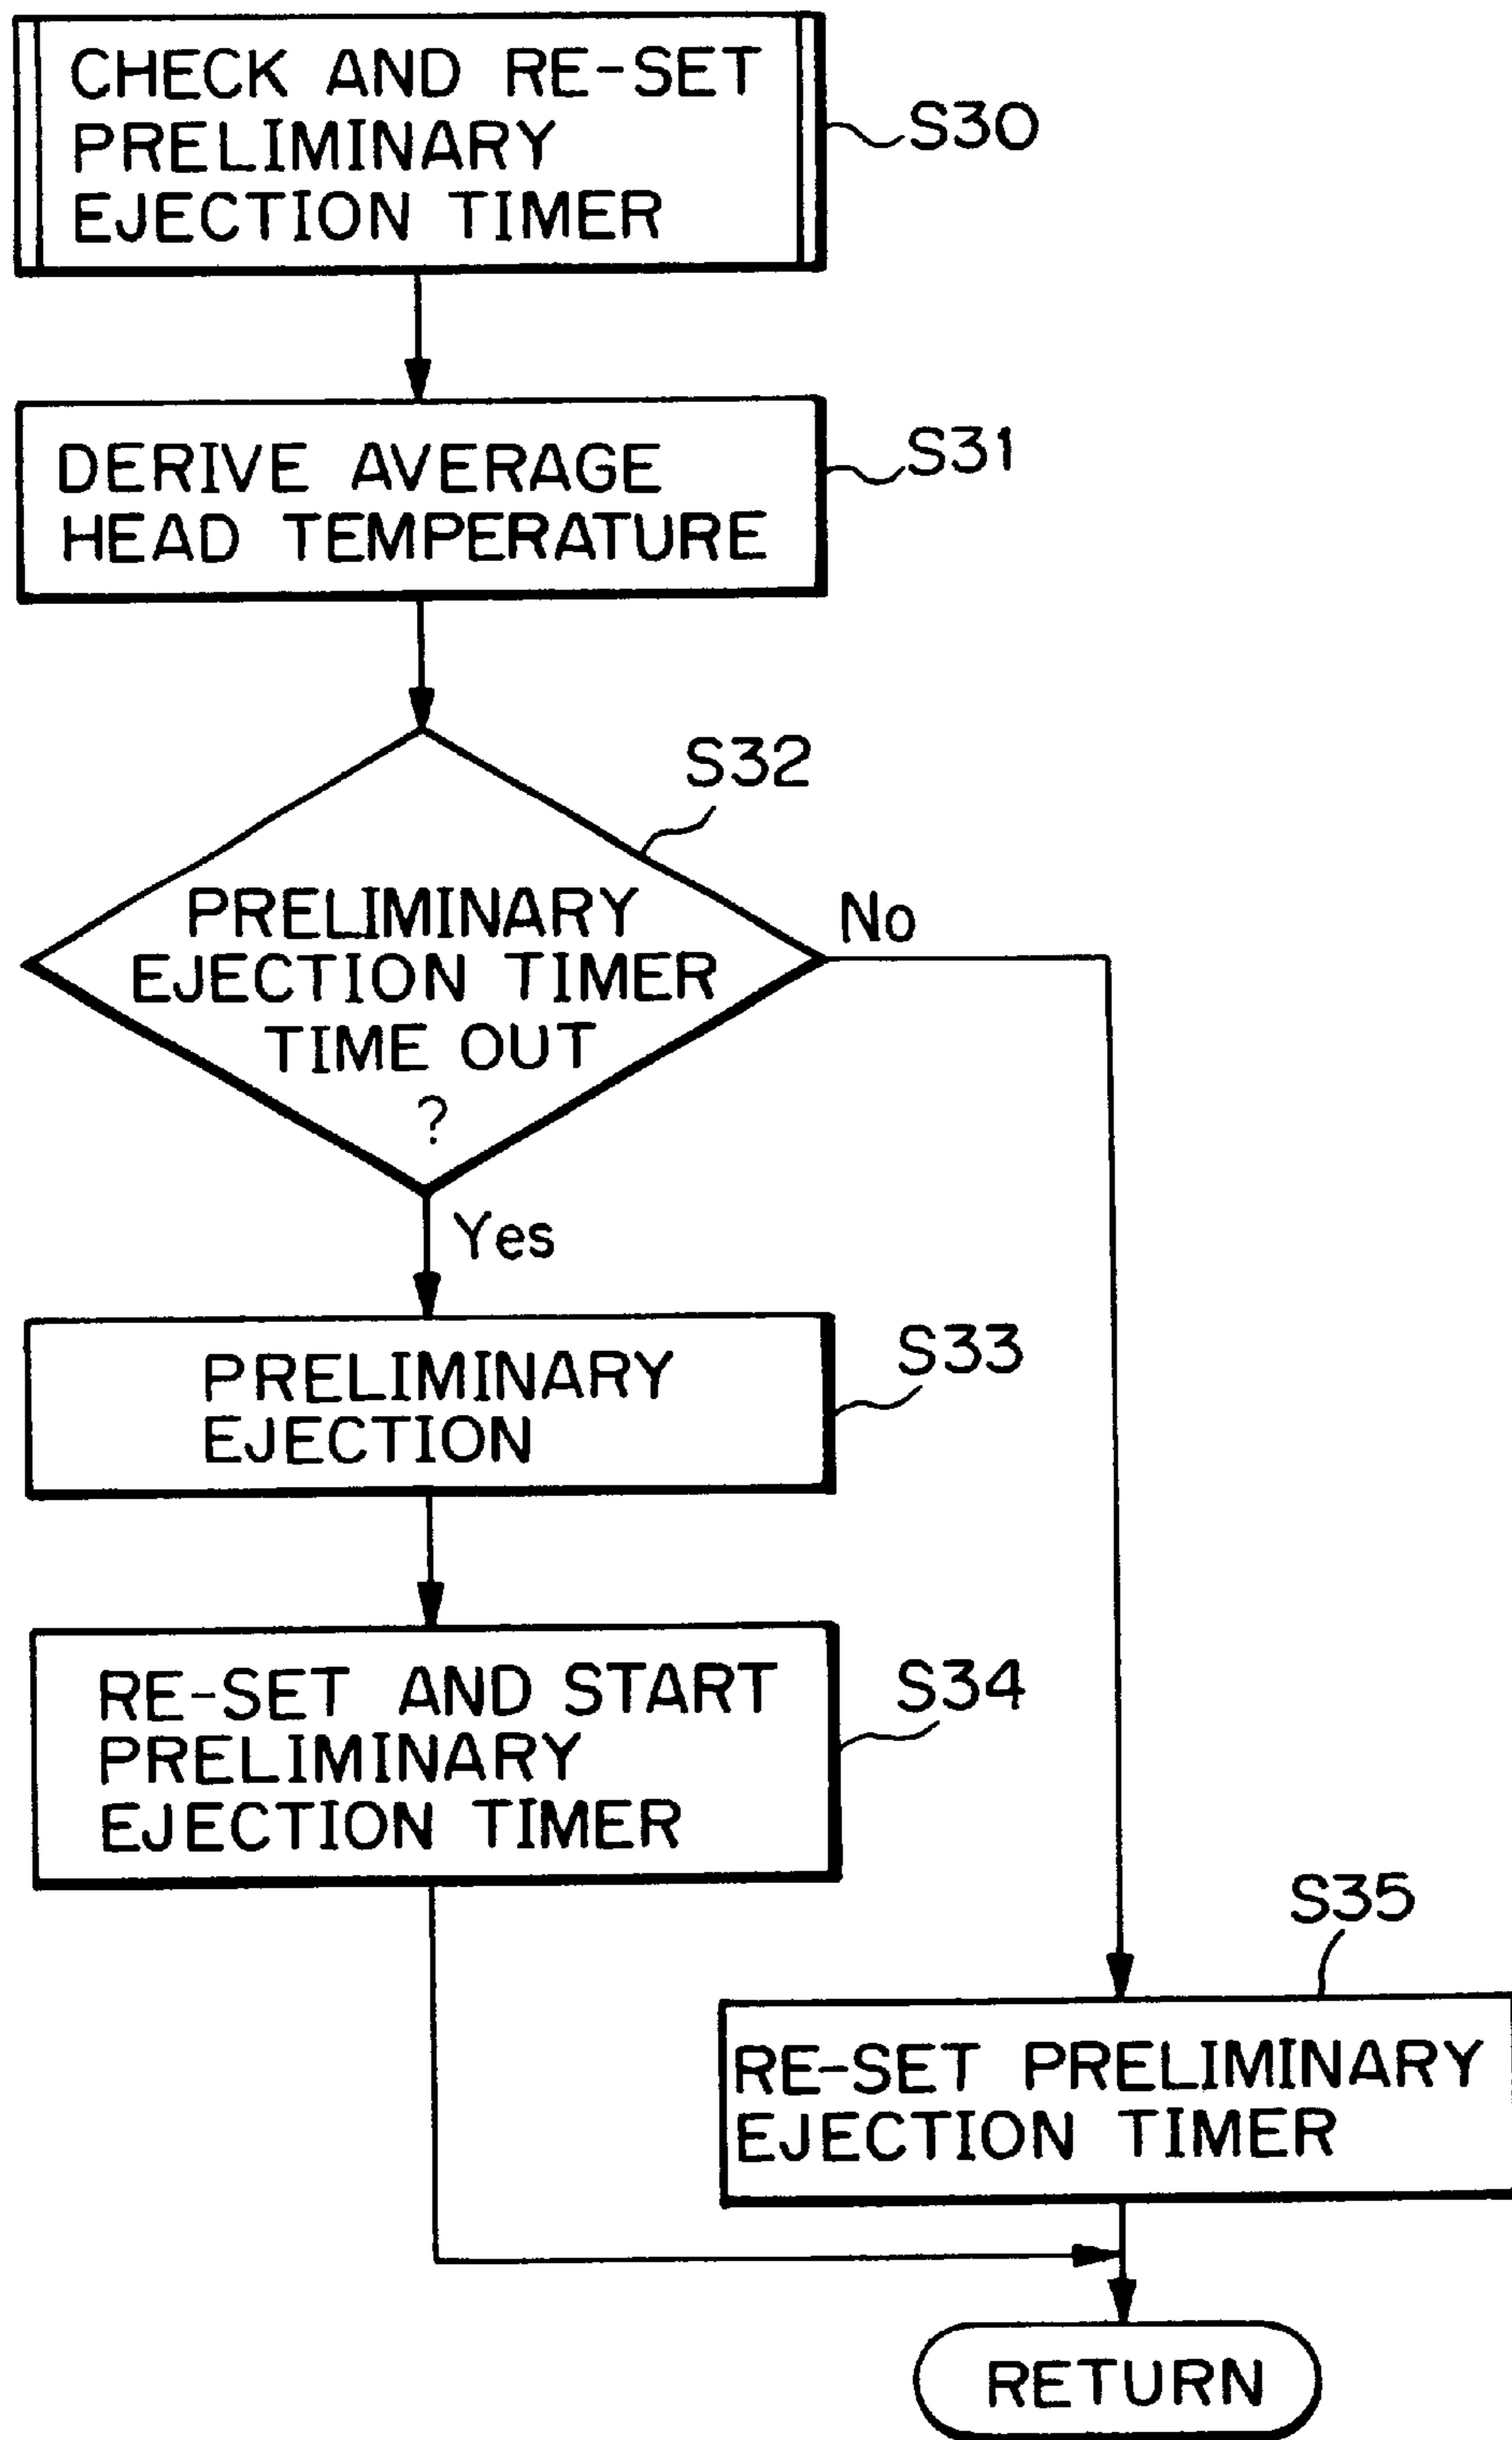 CHECK AND RE-SET
PRELIMINARY
EJECTION TIMER
S30
DERIVE AVERAGE
HEAD TEMPERATURE
S31
S32
PRELIMINARY
EJECTION TIMER
TIME OUT
?
No
Yes
PRELIMINARY
EJECTION
S33
RE-SET AND START
PRELIMINARY
EJECTION TIMER
S34
S35
RE-SET PRELIMINARY
EJECTION TIMER
RETURN